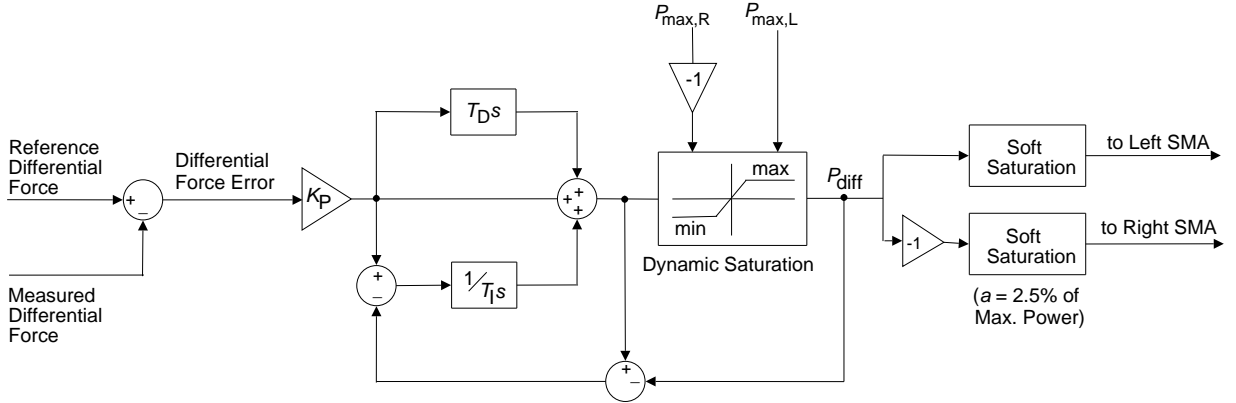 Reference
Differential
Force
+
−
Measured
Differential
Force
Differential
Force Error
KP
TDs
+
−
1/TIs
+
+
+
+
−
Pmax,R
Pmax,L
-1
max
min
Dynamic Saturation
Pdiff
-1
Soft
Saturation
to Left SMA
Soft
Saturation
to Right SMA
(a = 2.5% of
Max. Power)